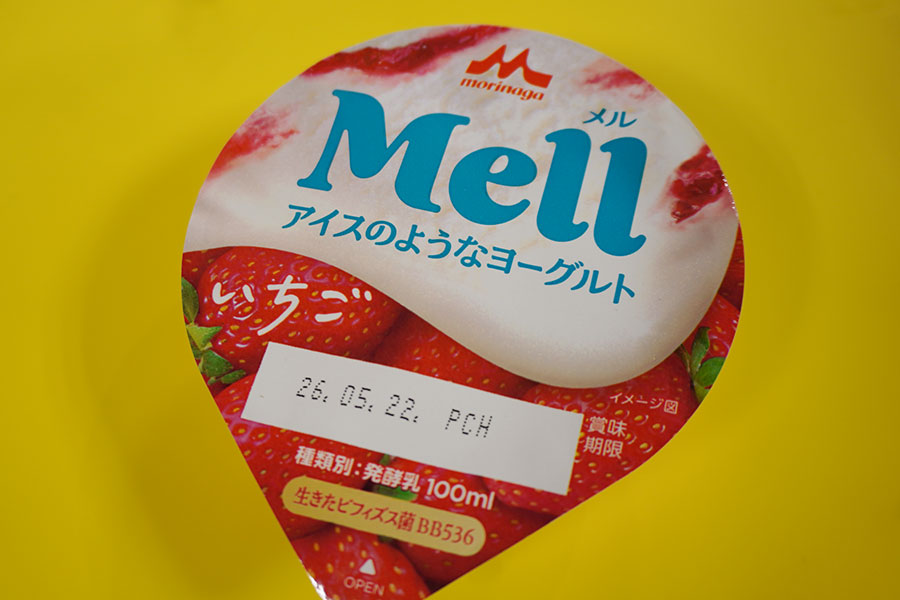 morinaga
メル
Mell
アイスのようなヨーグルト
いちご
イメージ図
26. 05. 22. PCH
賞味
期限
種類別：発酵乳 100ml
生きたビフィズス菌 BB536
OPEN